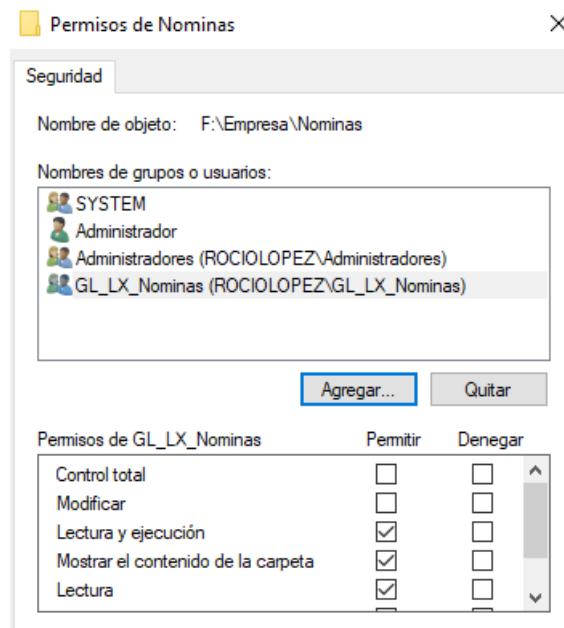 Permisos de Nominas
Seguridad
Nombre de objeto: F:\Empresa\Nominas
Nombres de grupos o usuarios:
SYSTEM
Administrador
Administradores (ROCIOLOPEZ\Administradores)
GL_LX_Nominas (ROCIOLOPEZ\GL_LX_Nominas)
Agregar... Quitar
Permisos de GL_LX_Nominas Permitir Denegar
Control total
Modificar
Lectura y ejecución
Mostrar el contenido de la carpeta
Lectura